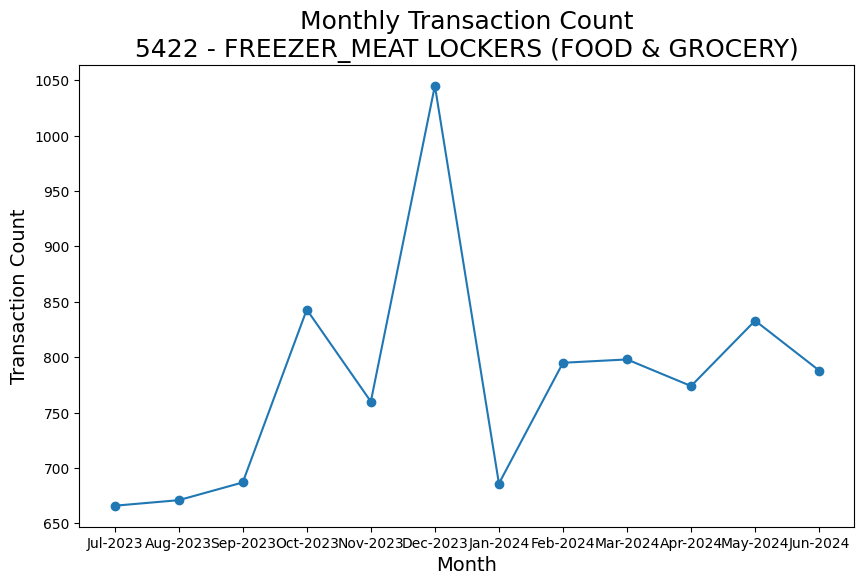 Monthly Transaction Count
5422 - FREEZER_MEAT LOCKERS (FOOD & GROCERY)
Transaction Count
1050
1000
950
900
850
800
750
700
650
Jul-2023 Aug-2023 Sep-2023 Oct-2023 Nov-2023 Dec-2023 Jan-2024 Feb-2024 Mar-2024 Apr-2024 May-2024 Jun-2024
Month